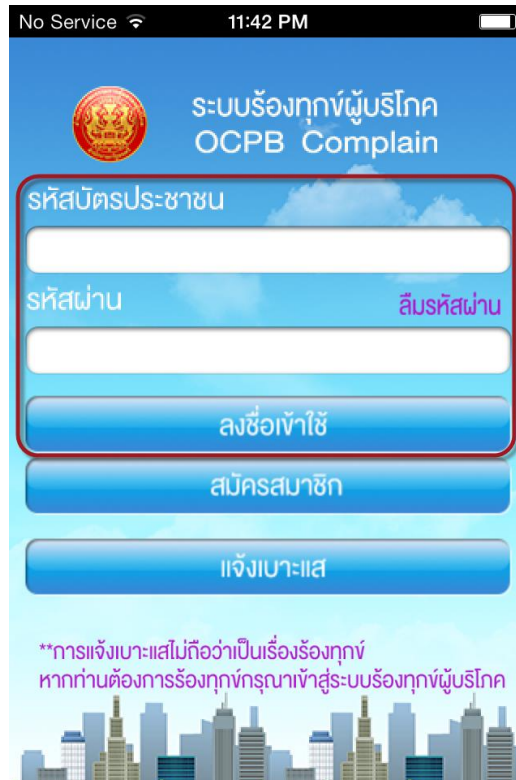 No Service 11:42 PM
ระบบร้องทุกข์ผู้บริโภค
OCPB Complain
รหัสบัตรประชาชน
รหัสผ่าน ลืมรหัสผ่าน
ลงชื่อเข้าใช้
สมัครสมาชิก
แจ้งเบาะแส
**การแจ้งเบาะแสไม่ถือว่าเป็นเรื่องร้องทุกข์
หากท่านต้องการร้องทุกข์กรุณาเข้าสู่ระบบร้องทุกข์ผู้บริโภค